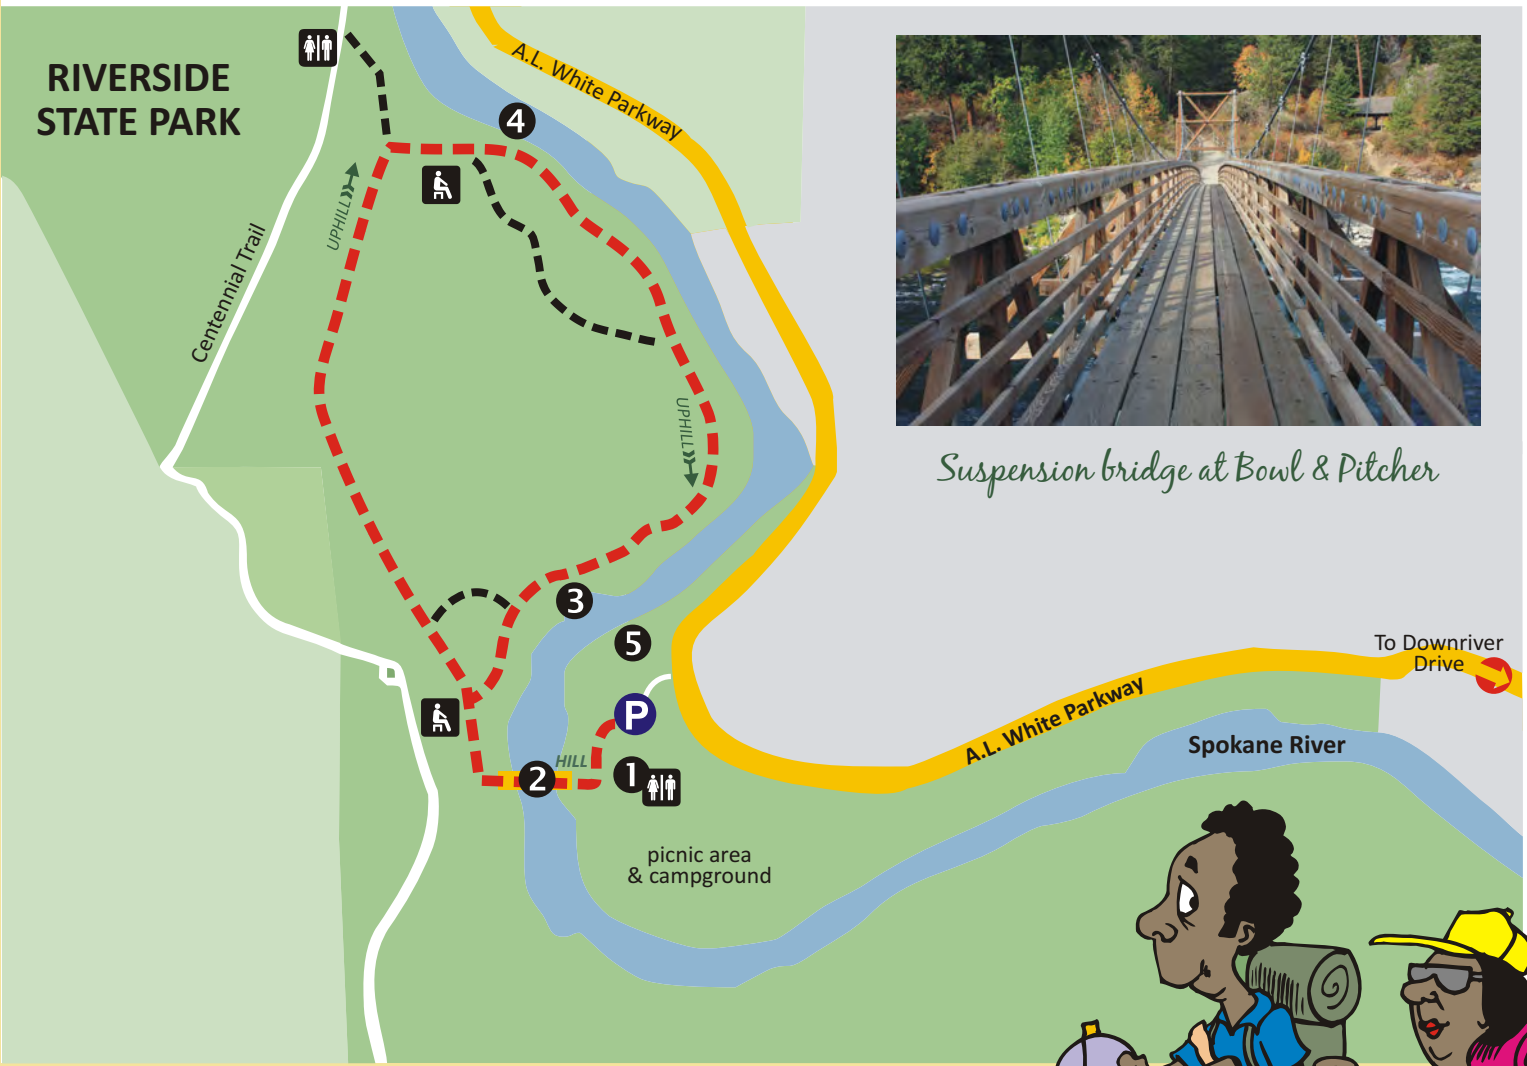 RIVERSIDE
STATE PARK
A.L. White Parkway
4
UPHILL
Centennial Trail
UPHILL
Suspension bridge at Bowl & Pitcher
3
5
To Downriver
Drive
P
A.L. White Parkway
Spokane River
HILL
2
1
picnic area
& campground